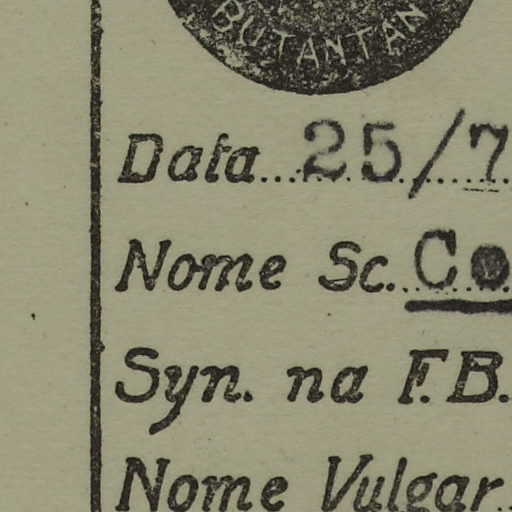 BUTANTAN
Data 25/7
Nome Sc. Co
Syn. na F.B.
Nome Vulgar